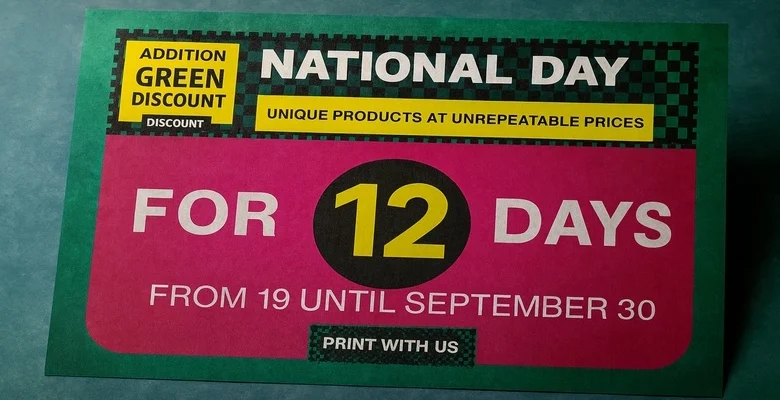 ADDITION
GREEN
DISCOUNT
DISCOUNT
NATIONAL DAY
UNIQUE PRODUCTS AT UNREPEATABLE PRICES
FOR 12 DAYS
FROM 19 UNTIL SEPTEMBER 30
PRINT WITH US